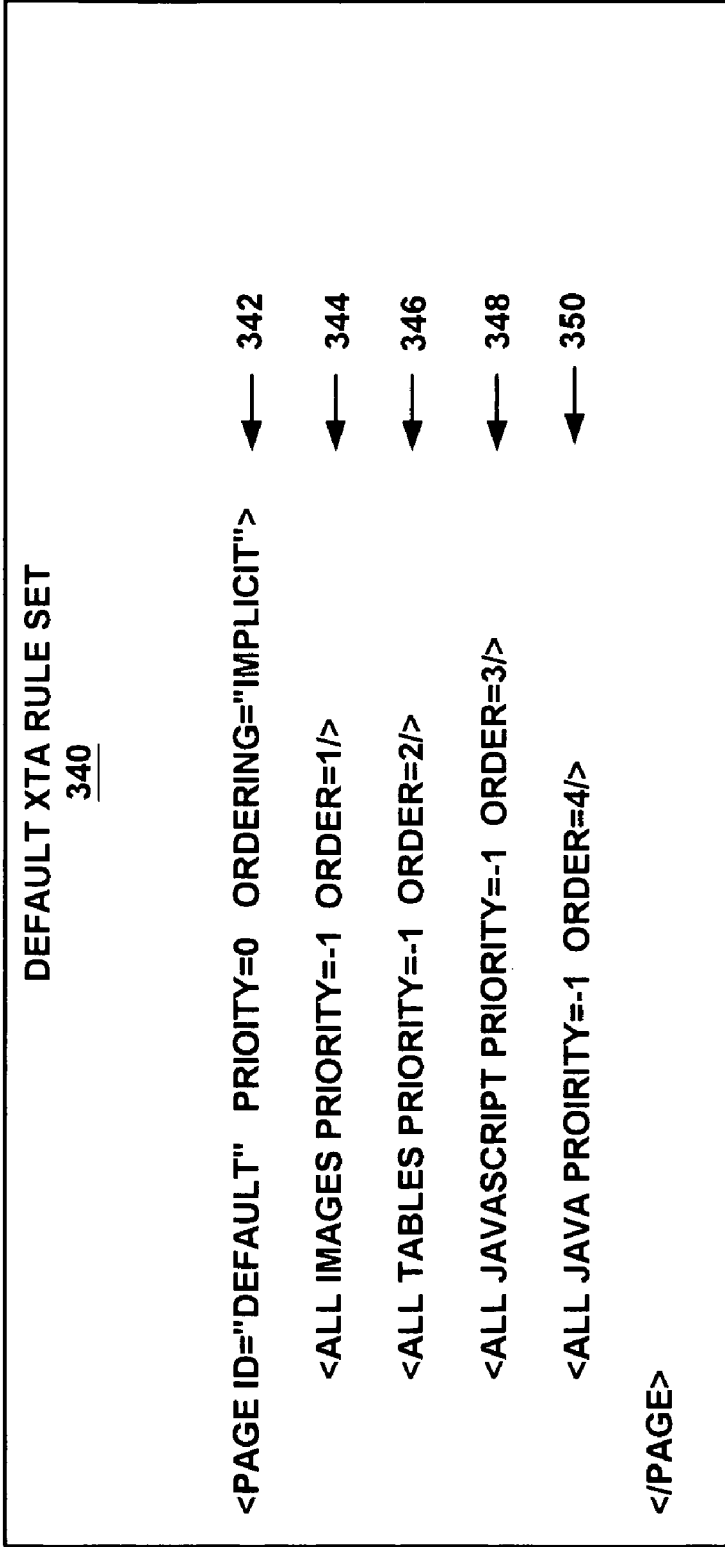 DEFAULT XTA RULE SET
340
<PAGE ID="DEFAULT" PRIOITY=0 ORDERING="IMPLICIT"> 342
<ALL IMAGES PRIORITY=-1 ORDER=1/> 344
<ALL TABLES PRIORITY=-1 ORDER=2/> 346
<ALL JAVASCRIPT PRIORITY=-1 ORDER=3/> 348
<ALL JAVA PROIRITY=-1 ORDER=4/> 350
</PAGE>